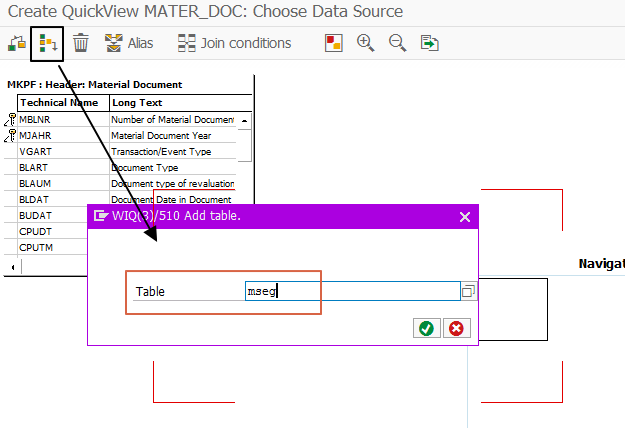 Create QuickView MATER_DOC: Choose Data Source
Alias Join conditions
MKPF : Header: Material Document
Technical Name Long Text
MBLNR Number of Material Document
MJAHR Material Document Year
VGART Transaction/Event Type
BLART Document Type
BLAUM Document type of revaluation
BLDAT Document Date in Document
BUDAT
CPUDT
CPUTM
WIQ(3)/510 Add table.
Navigat
Table mseg